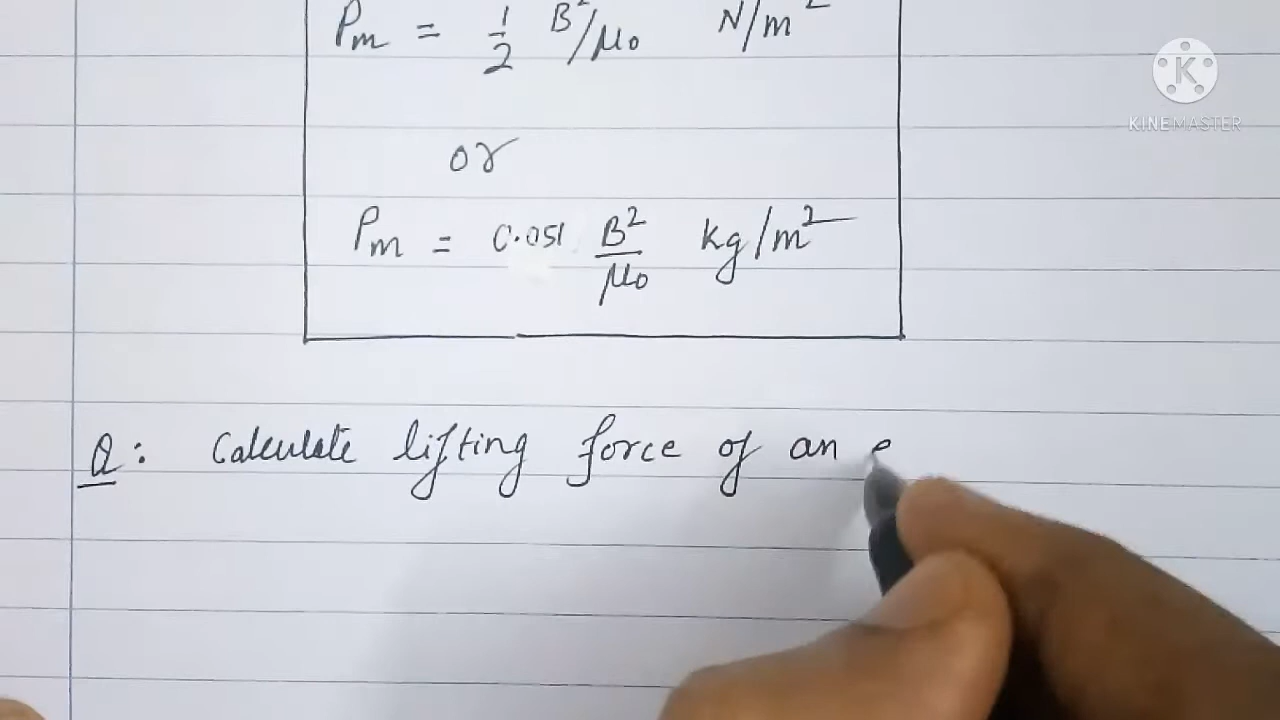 Pm = 1/2 B²/μ₀ N/m²
K
KINEMASTER
or
Pm = 0.051 B²/μ₀ kg/m²
Q: Calculate lifting force of an e